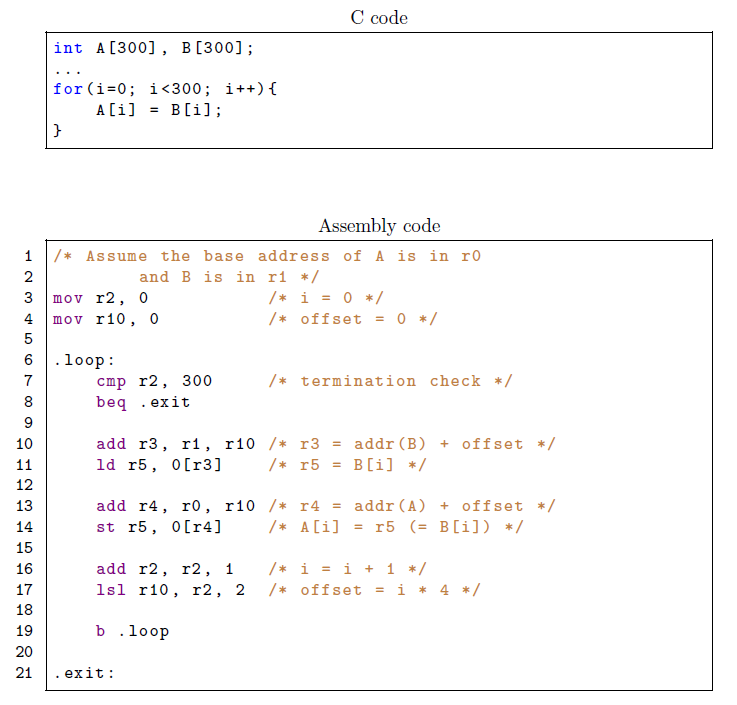 C code
int A[300], B[300];
...
for(i=0; i<300; i++){
    A[i] = B[i];
}
Assembly code
1 /* Assume the base address of A is in r0
2         and B is in r1 */
3 mov r2, 0           /* i = 0 */
4 mov r10, 0          /* offset = 0 */
5
6 .loop:
7     cmp r2, 300     /* termination check */
8     beq .exit
9
10     add r3, r1, r10 /* r3 = addr(B) + offset */
11     ld r5, 0[r3]    /* r5 = B[i] */
12
13     add r4, r0, r10 /* r4 = addr(A) + offset */
14     st r5, 0[r4]    /* A[i] = r5 (= B[i]) */
15
16     add r2, r2, 1   /* i = i + 1 */
17     lsl r10, r2, 2  /* offset = i * 4 */
18
19     b .loop
20
21 .exit: